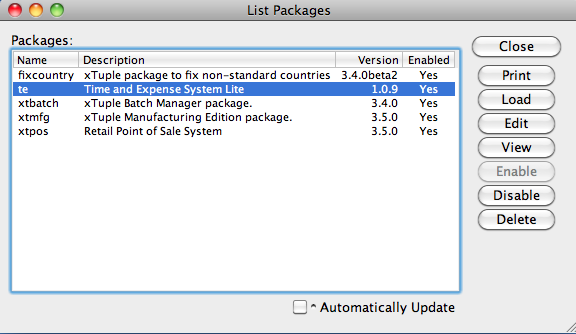 List Packages
Packages:
Name Description Version Enabled
fixcountry xTuple package to fix non-standard countries 3.4.0beta2 Yes
te Time and Expense System Lite 1.0.9 Yes
xtbatch xTuple Batch Manager package. 3.4.0 Yes
xtmfg xTuple Manufacturing Edition package. 3.5.0 Yes
xtpos Retail Point of Sale System 3.5.0 Yes
Close
Print
Load
Edit
View
Enable
Disable
Delete
^ Automatically Update